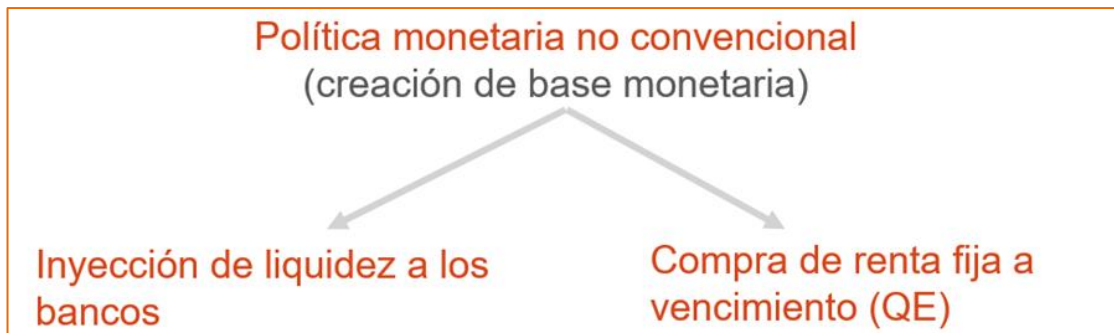 Política monetaria no convencional
(creación de base monetaria)
Inyección de liquidez a los
bancos
Compra de renta fija a
vencimiento (QE)